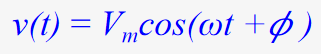 v(t) = Vₘcos(ωt +ϕ )